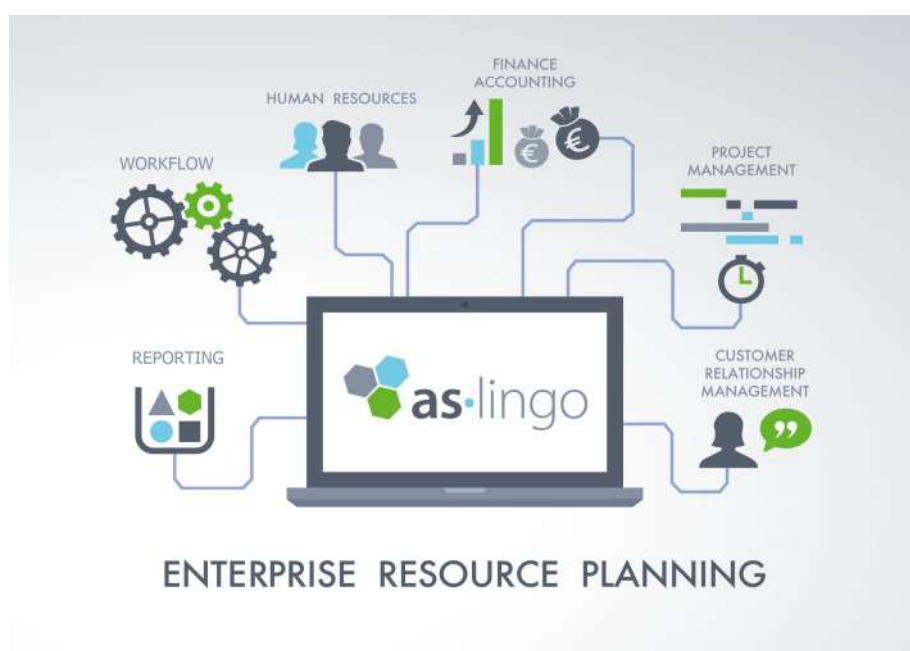 FINANCE
ACCOUNTING
HUMAN RESOURCES
PROJECT
MANAGEMENT
WORKFLOW
REPORTING
CUSTOMER
RELATIONSHIP
MANAGEMENT
as·lingo
ENTERPRISE RESOURCE PLANNING